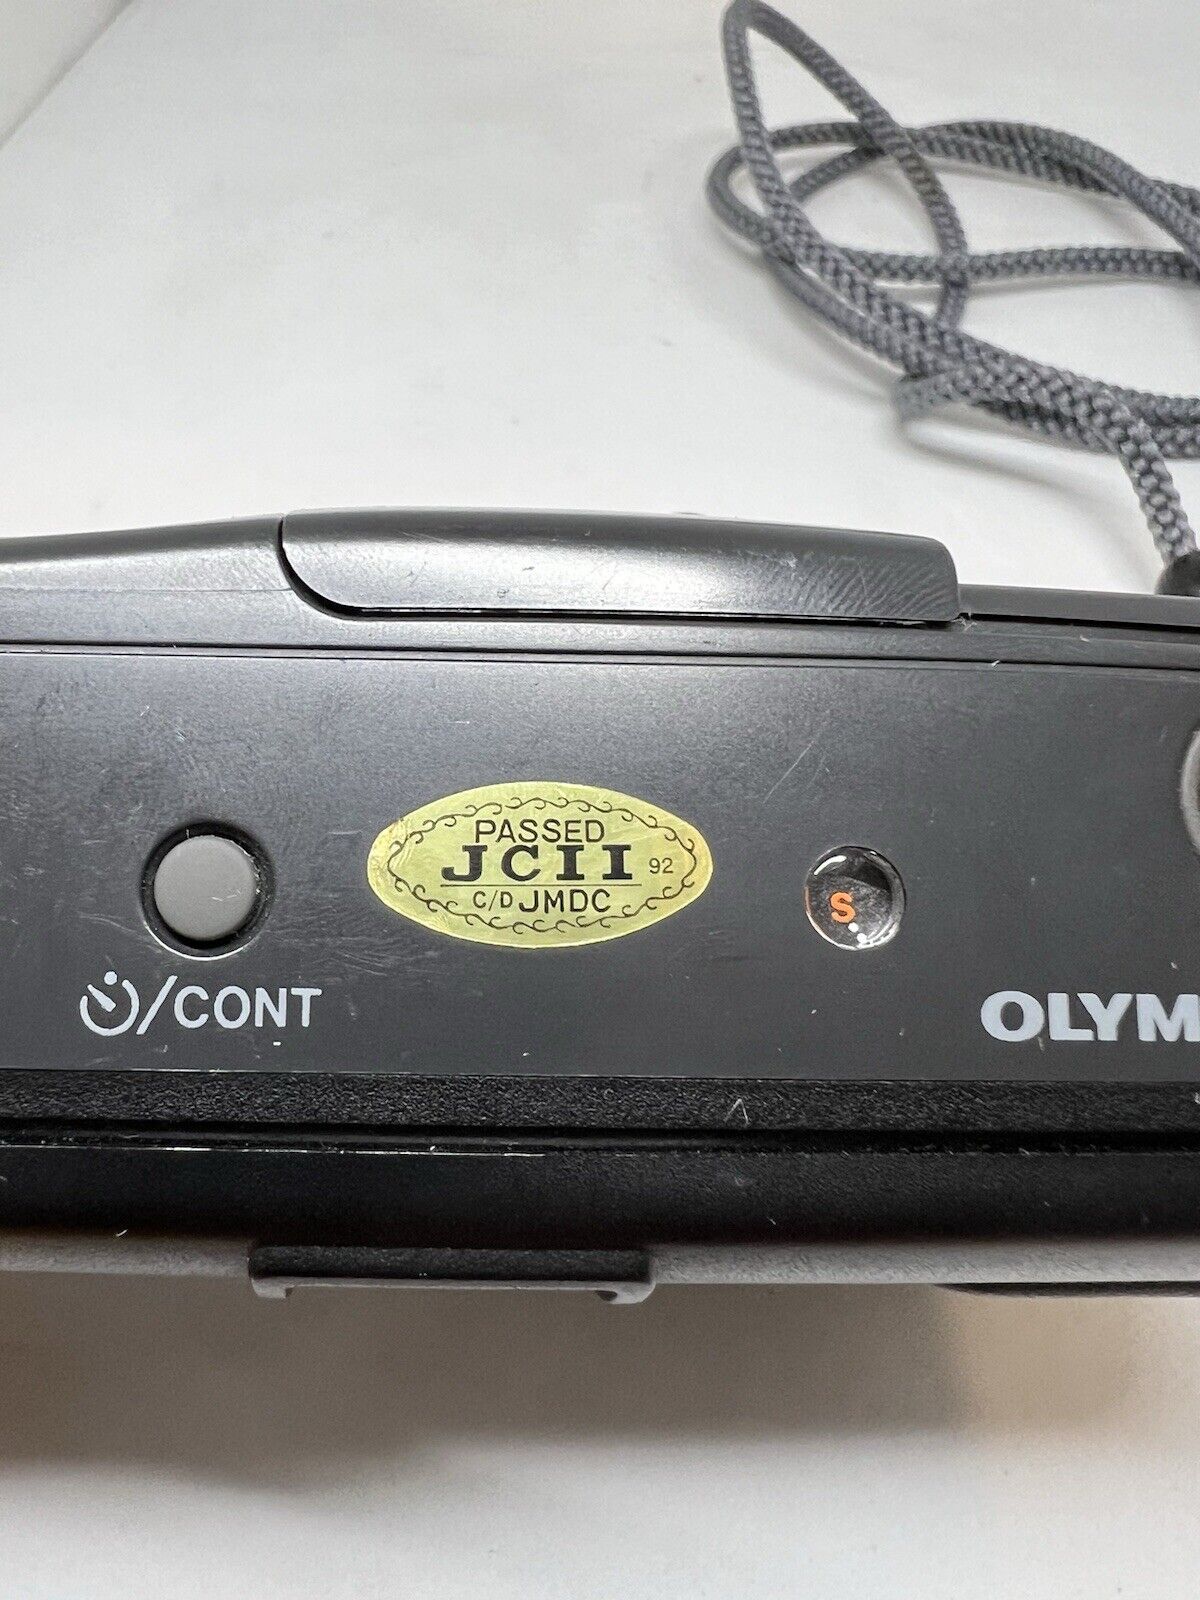 PASSED
JCII 92
C/D JMDC
S
/CONT
OLYM